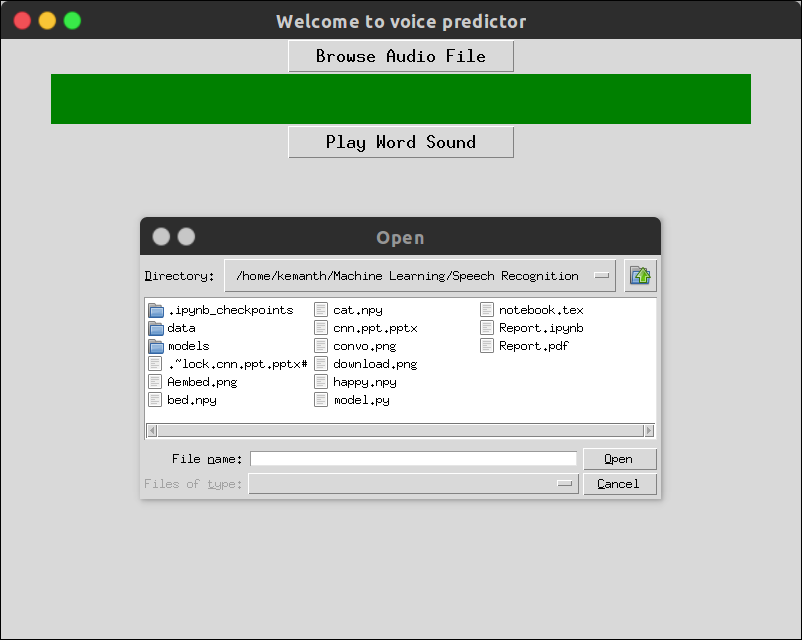 Welcome to voice predictor
Browse Audio File
Play Word Sound
Open
Directory: /home/kemanth/Machine Learning/Speech Recognition
.ipynb_checkpoints
data
models
.~lock.cnn.ppt.pptx#
Aembed.png
bed.npy
cat.npy
cnn.ppt.pptx
convo.png
download.png
happy.npy
model.py
notebook.tex
Report.ipynb
Report.pdf
File name:
Open
Files of type:
Cancel